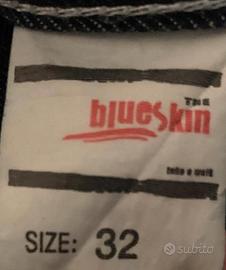 The
blueskin
SIZE: 32
subito